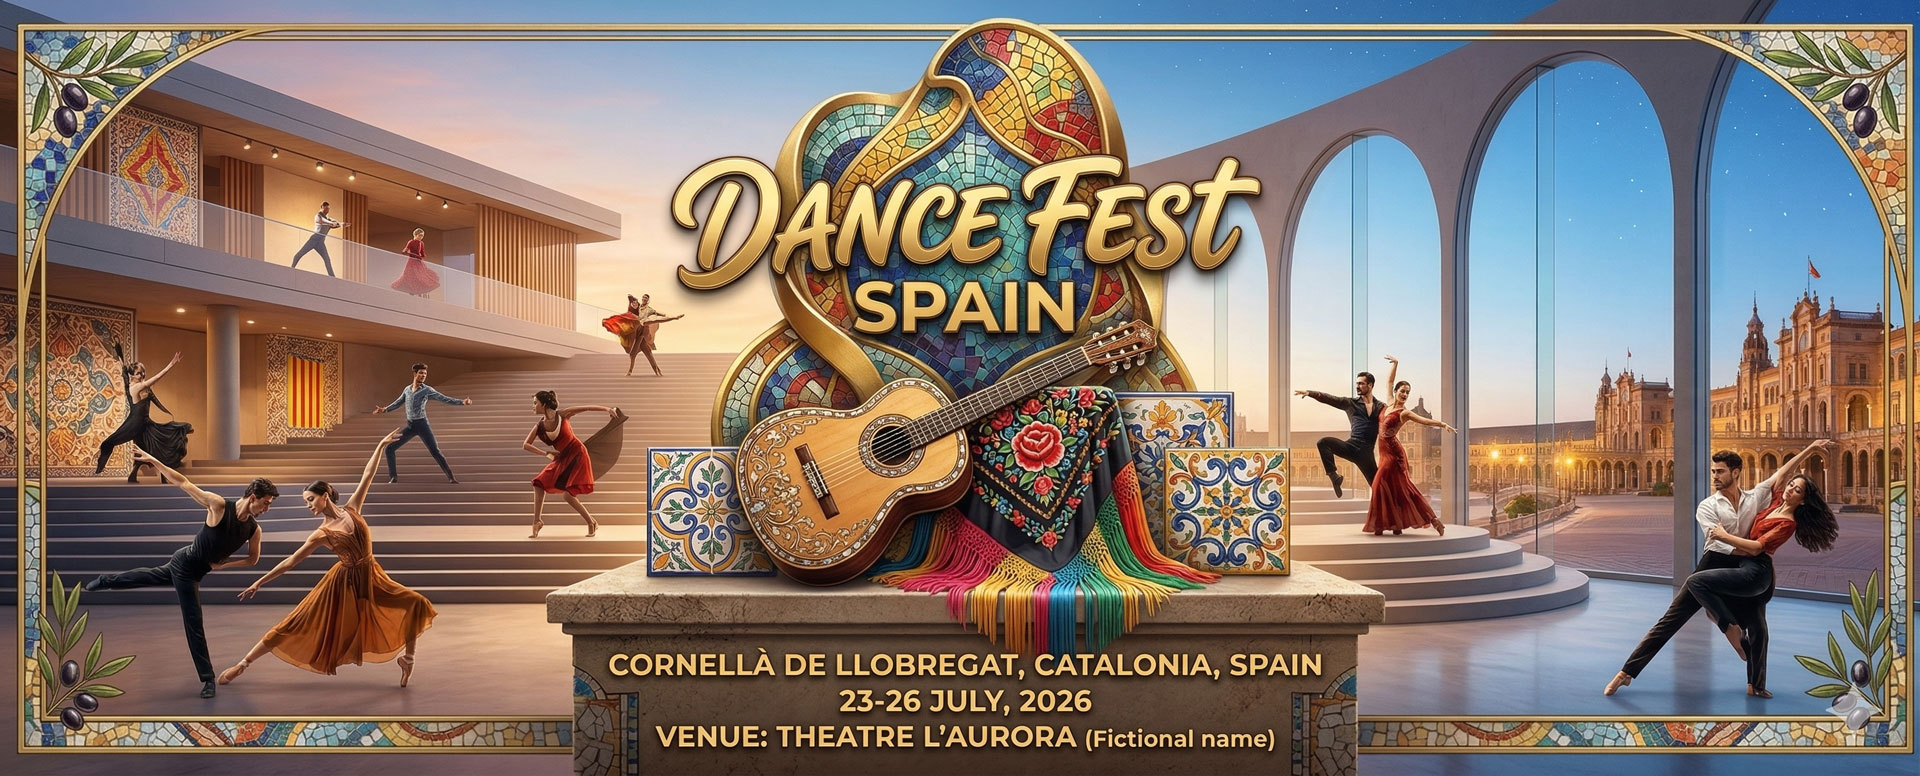 DANCE FEST
SPAIN
CORNELLÀ DE LLOBREGAT, CATALONIA, SPAIN
23-26 JULY, 2026
VENUE: THEATRE L'AURORA (Fictional name)